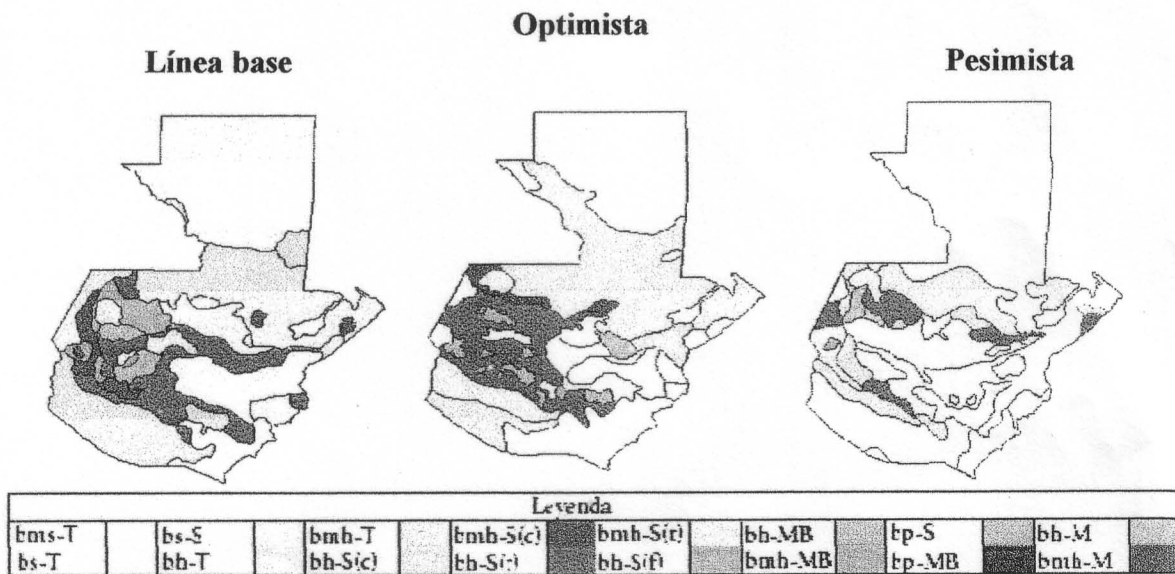 Optimista
Línea base
Pesimista
Leyenda
bms-T bs-S bmh-T bmh-S(c) bmh-S(r) bh-MB bp-S bh-M
bs-T bh-T bh-S(c) bh-S(r) bh-S(f) bmh-MB bp-MB bmh-M